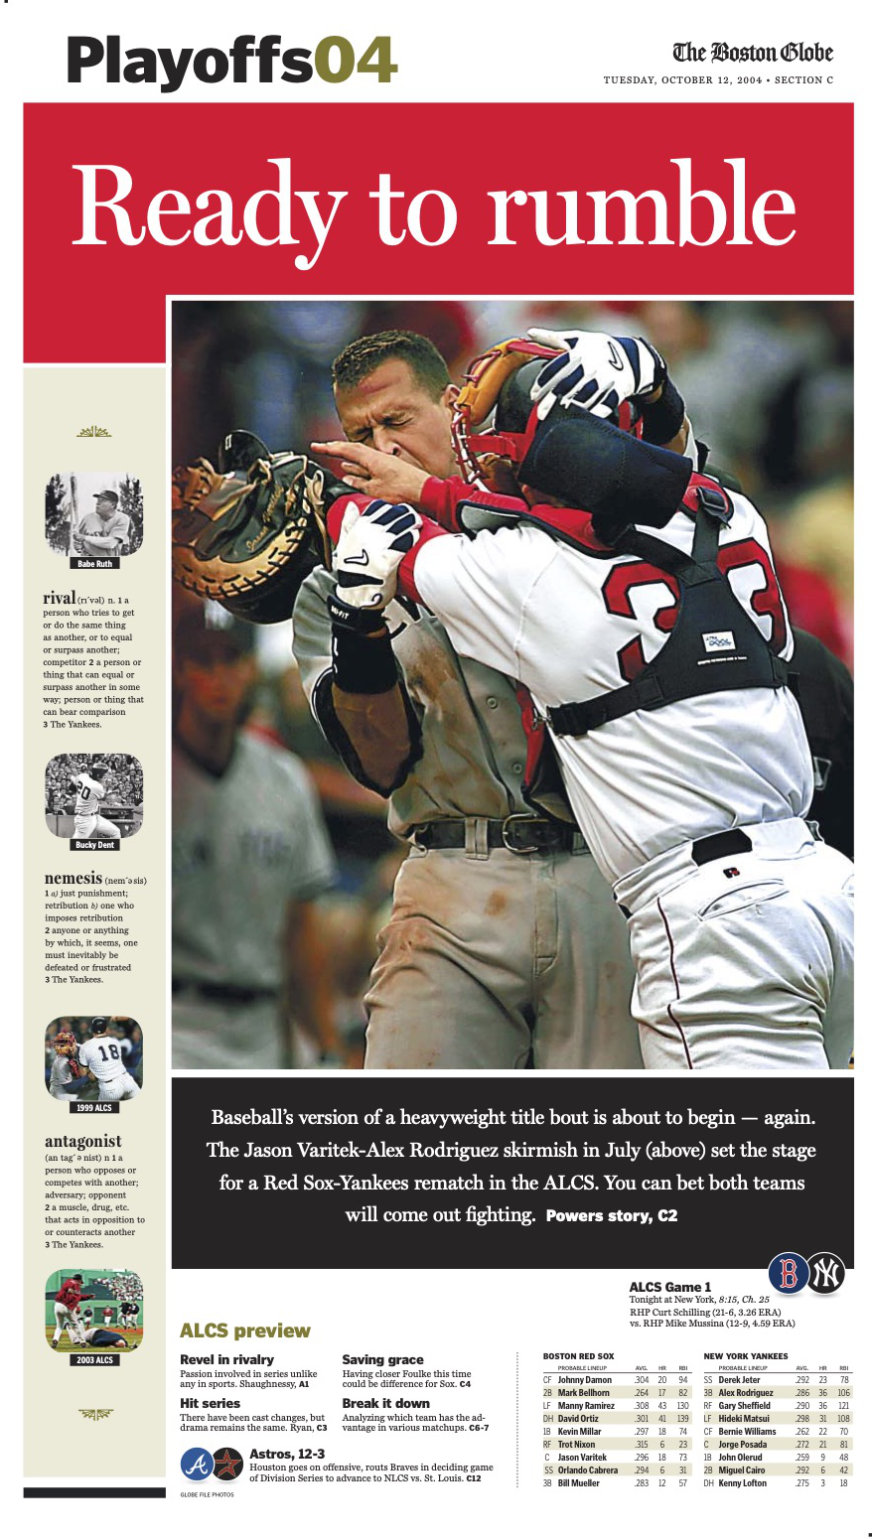 Playoffs04
The Boston Globe
TUESDAY, OCTOBER 12, 2004 • SECTION C
Ready to rumble
Babe Ruth
rival (rī´vəl) n. 1 a
person who tries to get
or do the same thing
as another, or to equal
or surpass another;
competitor 2 a person or
thing that can equal or
surpass another in some
way; person or thing that
can bear comparison
3 The Yankees.
20
Bucky Dent
nemesis (nem´ə sis)
1 a) just punishment;
retribution b) one who
imposes retribution
2 anyone or anything
by which, it seems, one
must inevitably be
defeated or frustrated
3 The Yankees.
18
1999 ALCS
antagonist
(an tag´ ə nist) n 1 a
person who opposes or
competes with another;
adversary; opponent
2 a muscle, drug, etc.
that acts in opposition to
or counteracts another
3 The Yankees.
2003 ALCS
33
Baseball's version of a heavyweight title bout is about to begin — again.
The Jason Varitek-Alex Rodriguez skirmish in July (above) set the stage
for a Red Sox-Yankees rematch in the ALCS. You can bet both teams
will come out fighting. Powers story, C2
B NY
ALCS Game 1
Tonight at New York, 8:15, Ch. 25
RHP Curt Schilling (21-6, 3.26 ERA)
vs. RHP Mike Mussina (12-9, 4.59 ERA)
ALCS preview
Revel in rivalry
Passion involved in series unlike
any in sports. Shaughnessy, A1
Saving grace
Having closer Foulke this time
could be difference for Sox. C4
Hit series
There have been cast changes, but
drama remains the same. Ryan, C3
Break it down
Analyzing which team has the ad-
vantage in various matchups. C6-7
A
Astros, 12-3
Houston goes on offensive, routs Braves in deciding game
of Division Series to advance to NLCS vs. St. Louis. C12
GLOBE FILE PHOTOS
BOSTON RED SOX
PROBABLE LINEUP AVG. HR RBI
CF Johnny Damon .304 20 94
2B Mark Bellhorn .264 17 82
LF Manny Ramirez .308 43 130
DH David Ortiz .301 41 139
1B Kevin Millar .297 18 74
RF Trot Nixon .315 6 23
C Jason Varitek .296 18 73
SS Orlando Cabrera .294 6 31
3B Bill Mueller .283 12 57
NEW YORK YANKEES
PROBABLE LINEUP AVG. HR RBI
SS Derek Jeter .292 23 78
3B Alex Rodriguez .286 36 106
RF Gary Sheffield .290 36 121
LF Hideki Matsui .298 31 108
CF Bernie Williams .262 22 70
C Jorge Posada .272 21 81
1B John Olerud .259 9 48
2B Miguel Cairo .292 6 42
DH Kenny Lofton .275 3 18